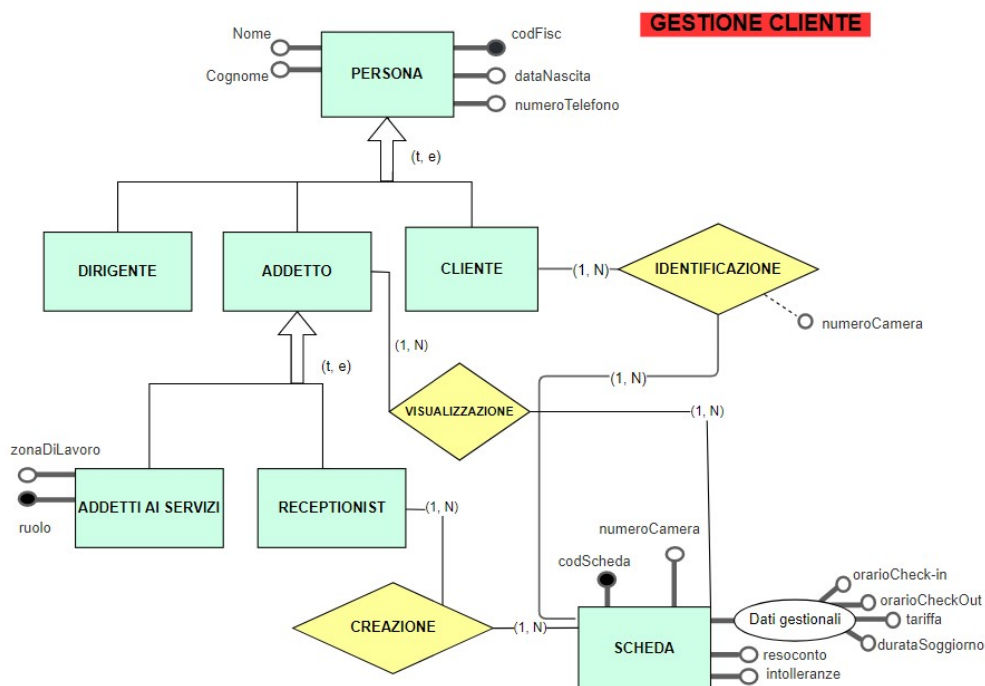 GESTIONE CLIENTE
Nome
codFisc
Cognome
PERSONA
dataNascita
numeroTelefono
(t, e)
DIRIGENTE
ADDETTO
CLIENTE
(1, N)
IDENTIFICAZIONE
numeroCamera
(1, N)
(t, e)
(1, N)
VISUALIZZAZIONE
(1, N)
zonaDiLavoro
ADDETTI AI SERVIZI
RECEPTIONIST
(1, N)
ruolo
numeroCamera
codScheda
orarioCheck-in
orarioCheckOut
Dati gestionali
tariffa
durataSoggiorno
CREAZIONE
(1, N)
SCHEDA
resoconto
intolleranze